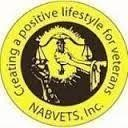 Creating a positive lifestyle for veterans
NABVETS, Inc.